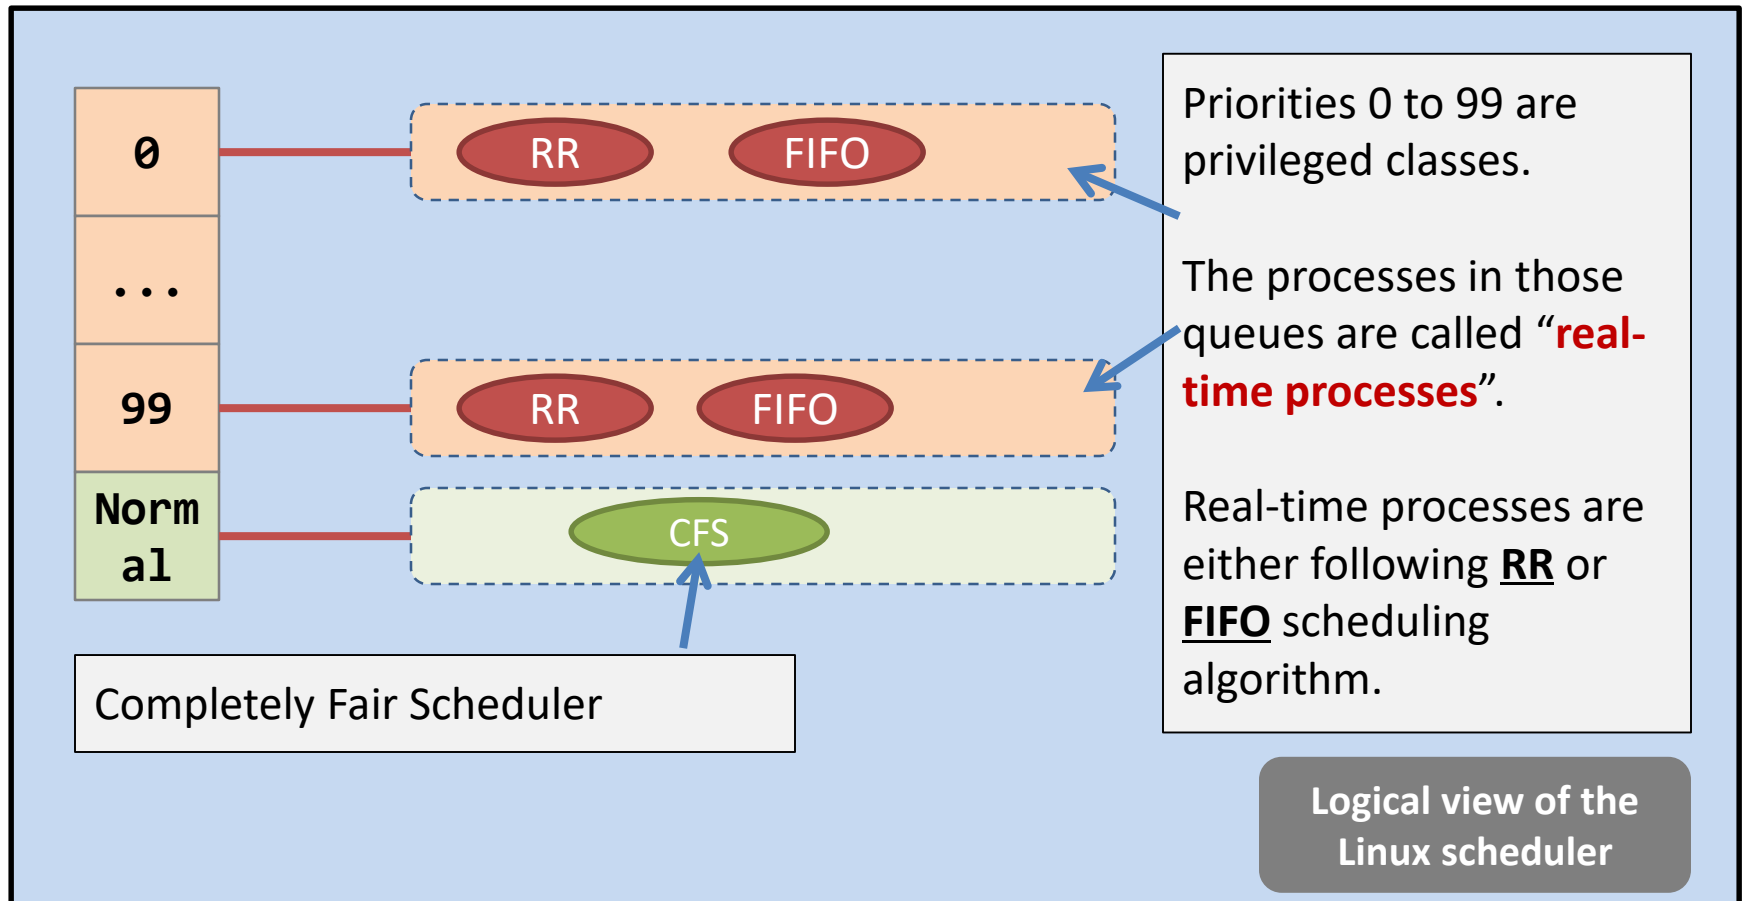 0
RR
FIFO
...
99
RR
FIFO
Norm
al
CFS
Completely Fair Scheduler
Priorities 0 to 99 are
privileged classes.
The processes in those
queues are called “real-
time processes”.
Real-time processes are
either following RR or
FIFO scheduling
algorithm.
Logical view of the
Linux scheduler